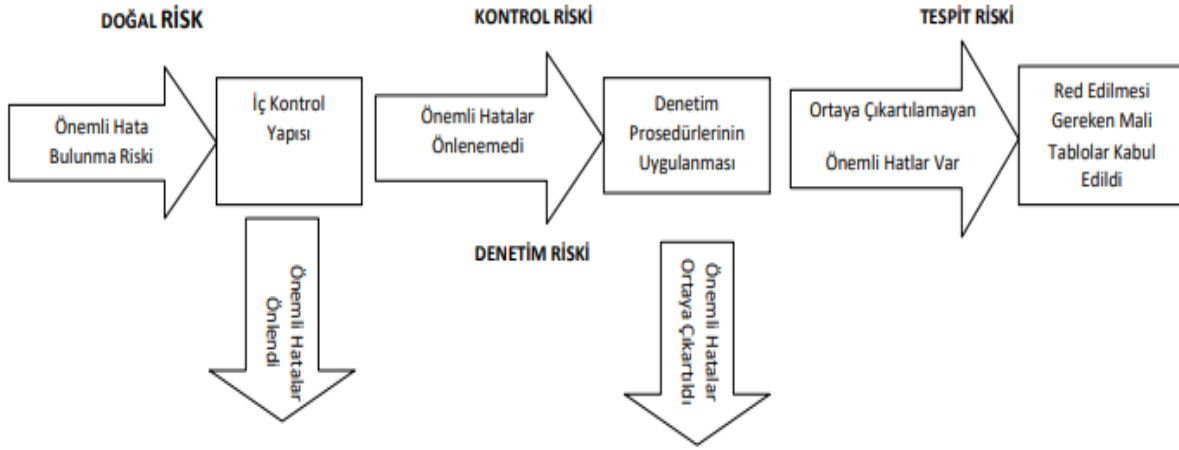 DOĞAL RİSK
KONTROL RİSKİ
TESPİT RİSKİ
Önemli Hata
Bulunma Riski
İç Kontrol
Yapısı
Önemli Hatalar
Önlenemedi
Denetim
Prosedürlerinin
Uygulanması
Ortaya Çıkartılamayan
Önemli Hatlar Var
Red Edilmesi
Gereken Mali
Tablolar Kabul
Edildi
DENETİM RİSKİ
Önemli Hatalar
Önlendi
Önemli Hatalar
Ortaya Çıkartıldı